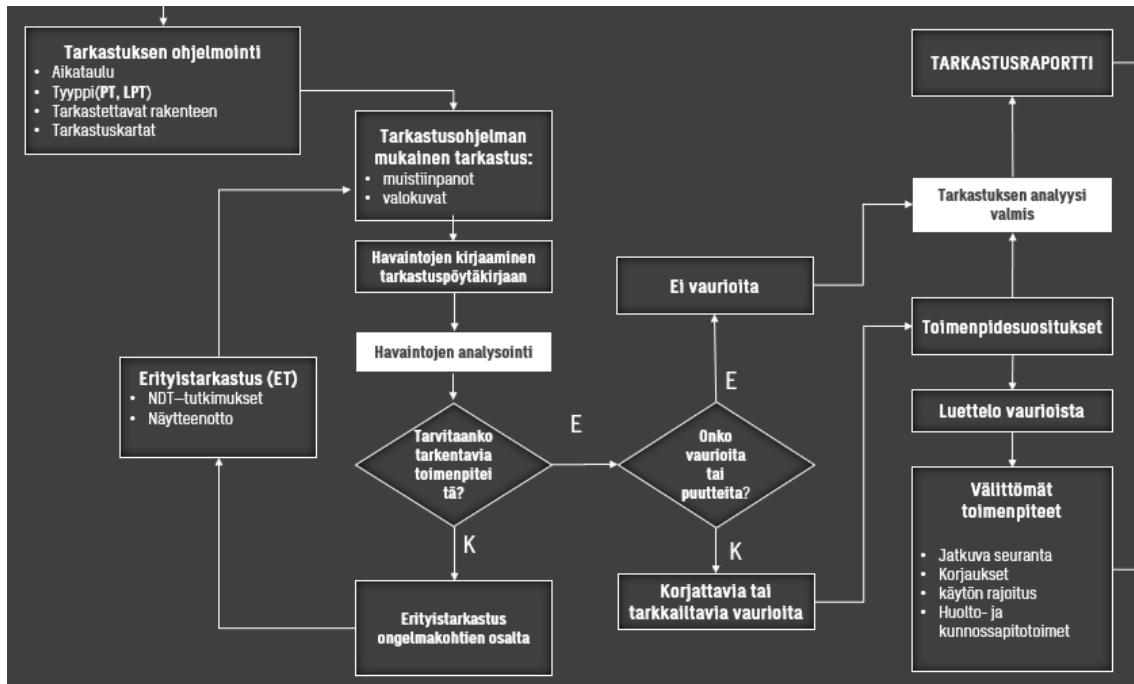 Tarkastuksen ohjelmointi
• Aikataulu
• Tyyppi(PT, LPT)
• Tarkastettavat rakenteen
• Tarkastuskartat
Tarkastusohjelman
mukainen tarkastus:
• muistiinpanot
• valokuvat
Havaintojen kirjaaminen
tarkastuspöytäkirjaan
Havaintojen analysointi
Tarvitaanko
tarkentavia
toimenpitei
tä?
K
Erityistarkastus
ongelmakohtien osalta
Erityistarkastus (ET)
• NDT–tutkimukset
• Näytteenotto
E
Onko
vaurioita
tai
puutteita?
E
Ei vaurioita
K
Korjattavia tai
tarkkailtavia vaurioita
TARKASTUSRAPORTTI
Tarkastuksen analyysi
valmis
Toimenpidesuositukset
Luettelo vaurioista
Välittömät
toimenpiteet
• Jatkuva seuranta
• Korjaukset
• käytön rajoitus
• Huolto- ja
kunnossapitotoimet